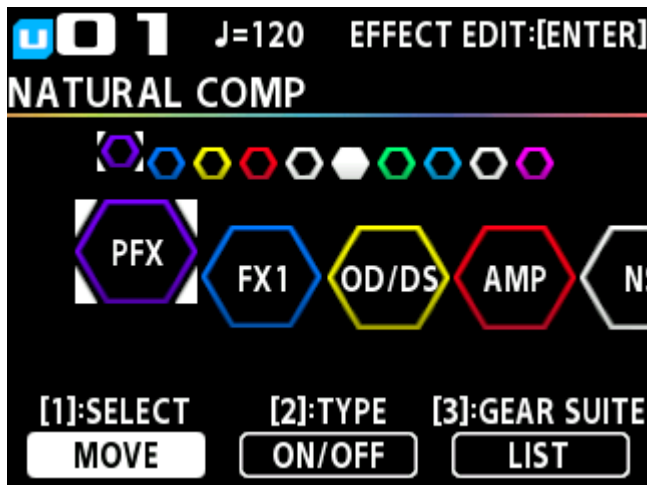 U01 ♩=120 EFFECT EDIT:[ENTER]
NATURAL COMP
PFX FX1 OD/DS AMP NS
[1]:SELECT [2]:TYPE [3]:GEAR SUITE
MOVE ON/OFF LIST